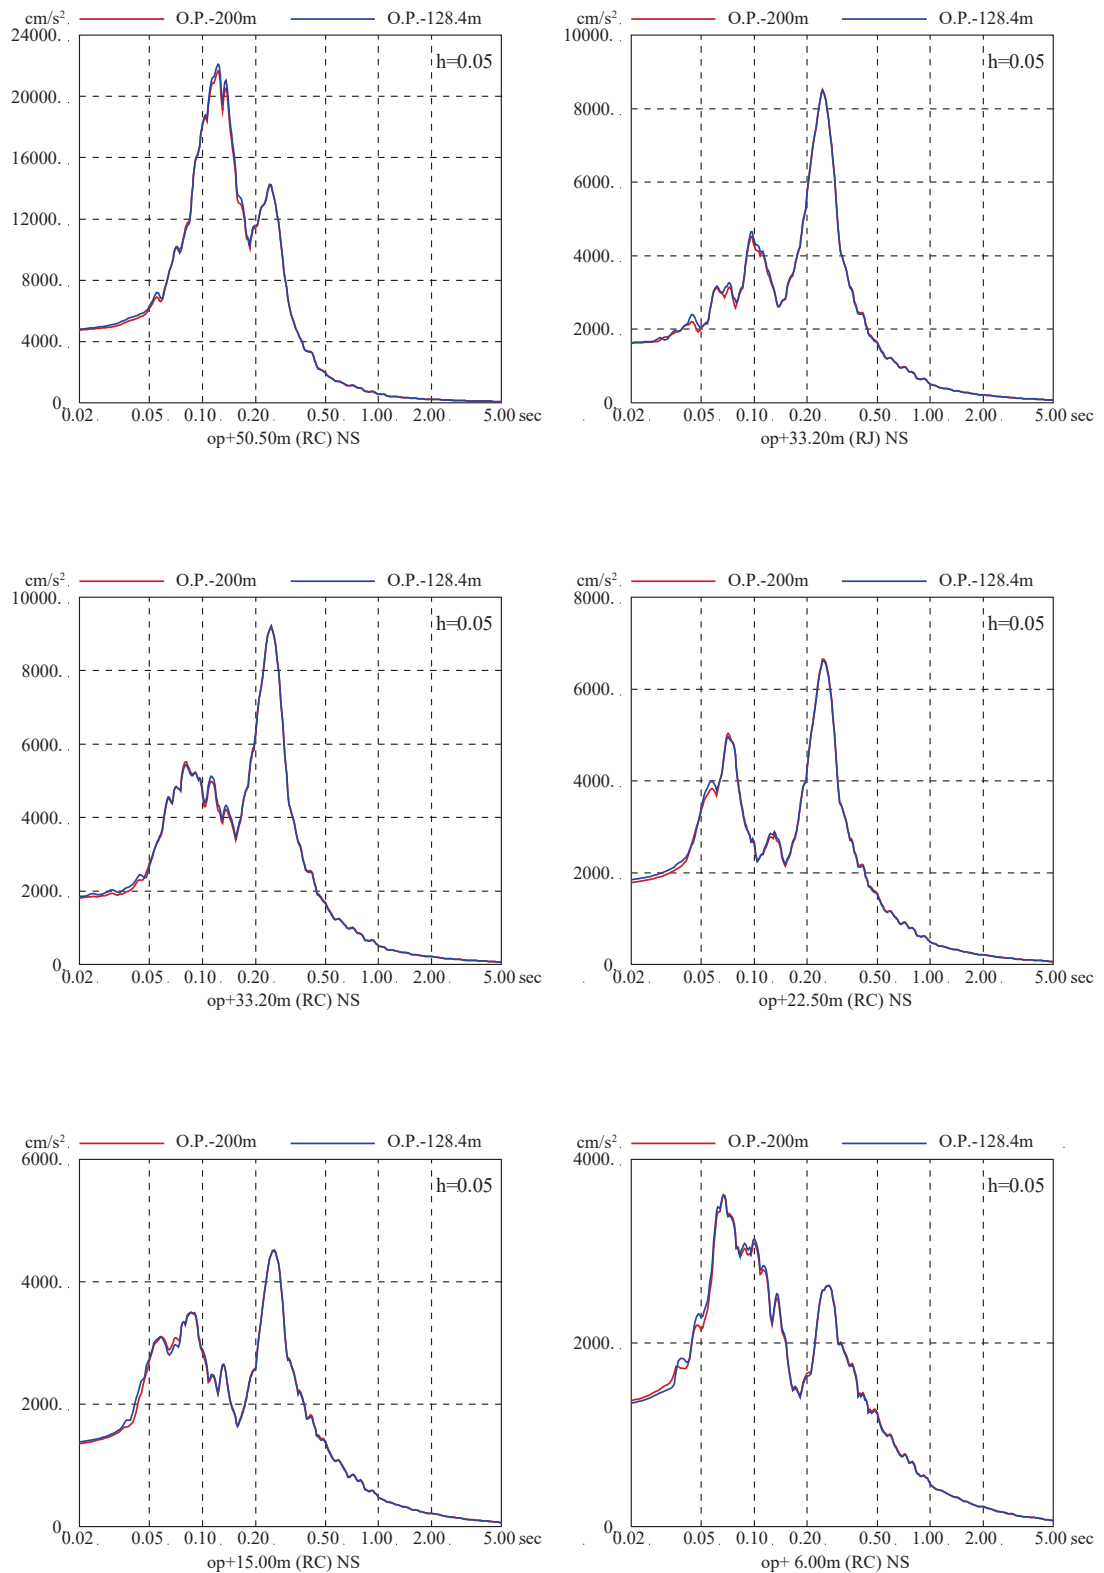 cm/s² O.P.-200m O.P.-128.4m
24000.
h=0.05
20000.
16000.
12000.
8000.
4000.
0.
0.02 0.05 0.10 0.20 0.50 1.00 2.00 5.00 sec
op+50.50m (RC) NS
cm/s² O.P.-200m O.P.-128.4m
10000.
h=0.05
8000.
6000.
4000.
2000.
0.
0.02 0.05 0.10 0.20 0.50 1.00 2.00 5.00 sec
op+33.20m (RJ) NS
cm/s² O.P.-200m O.P.-128.4m
10000.
h=0.05
8000.
6000.
4000.
2000.
0.
0.02 0.05 0.10 0.20 0.50 1.00 2.00 5.00 sec
op+33.20m (RC) NS
cm/s² O.P.-200m O.P.-128.4m
8000.
h=0.05
6000.
4000.
2000.
0.
0.02 0.05 0.10 0.20 0.50 1.00 2.00 5.00 sec
op+22.50m (RC) NS
cm/s² O.P.-200m O.P.-128.4m
6000.
h=0.05
4000.
2000.
0.
0.02 0.05 0.10 0.20 0.50 1.00 2.00 5.00 sec
op+15.00m (RC) NS
cm/s² O.P.-200m O.P.-128.4m
4000.
h=0.05
2000.
0.
0.02 0.05 0.10 0.20 0.50 1.00 2.00 5.00 sec
op+ 6.00m (RC) NS